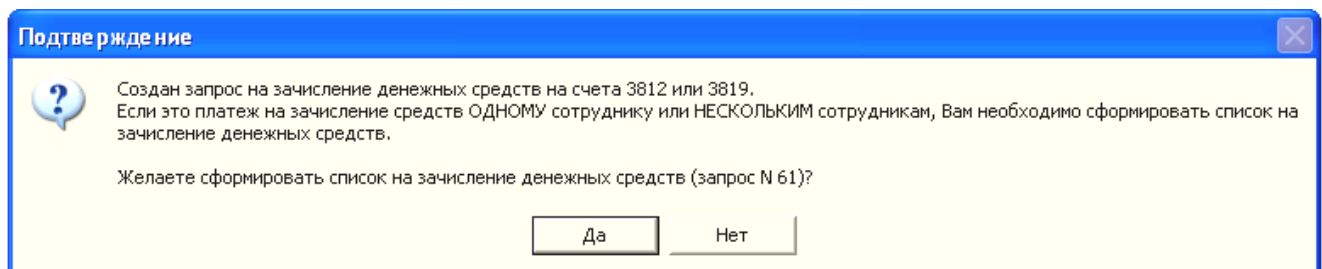 Подтверждение
Создан запрос на зачисление денежных средств на счета 3812 или 3819.
Если это платеж на зачисление средств ОДНОМУ сотруднику или НЕСКОЛЬКИМ сотрудникам, Вам необходимо сформировать список на
зачисление денежных средств.
Желаете сформировать список на зачисление денежных средств (запрос N 61)?
Да
Нет